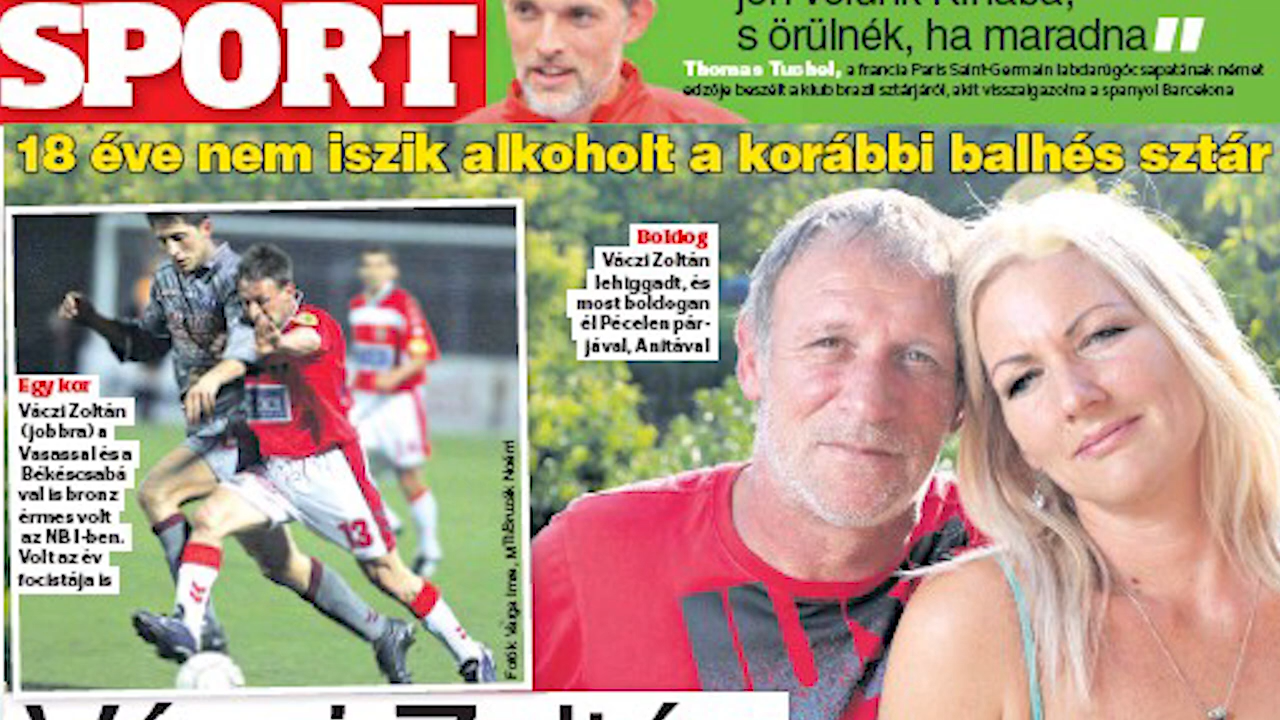 SPORT
s örülnék, ha maradna
Thomas Tuchel, a francia Paris Saint-Germain labdarúgócsapatának német
edzője beszélt a klub brazil sztárjáról, akit visszaigazolna a spanyol Barcelona
18 éve nem iszik alkoholt a korábbi balhés sztár
Boldog
Váczi Zoltán
lehiggadt, és
most boldogan
él Pécelen pár-
jával, Anitával
Egykor
Váczi Zoltán
(jobbra) a
Vasassal és a
Békéscsabá
val is bronz
érmes volt
az NB I-ben.
Volt az év
focistája is
13
Fotók: Varga Imre, MTI/Bruzák Noémi